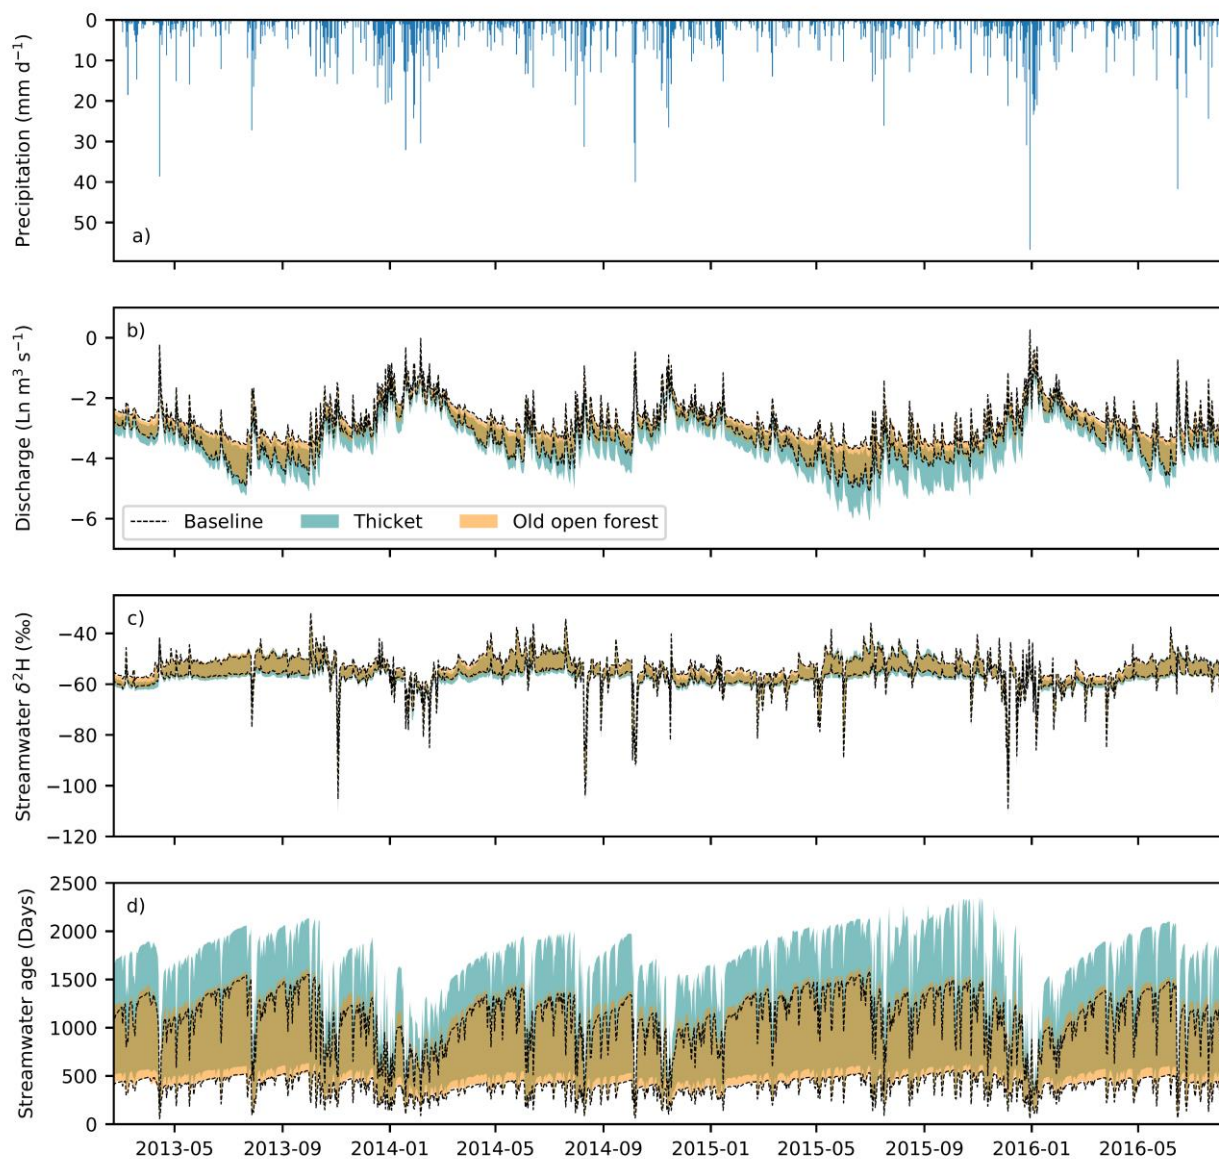 0
10
20
30
40
50
Precipitation (mm d⁻¹)
a)
0
−2
−4
−6
Discharge (Ln m³ s⁻¹)
b)
Baseline Thicket Old open forest
−40
−60
−80
−100
−120
Streamwater δ²H (‰)
c)
2500
2000
1500
1000
500
0
Streamwater age (Days)
d)
2013-05 2013-09 2014-01 2014-05 2014-09 2015-01 2015-05 2015-09 2016-01 2016-05